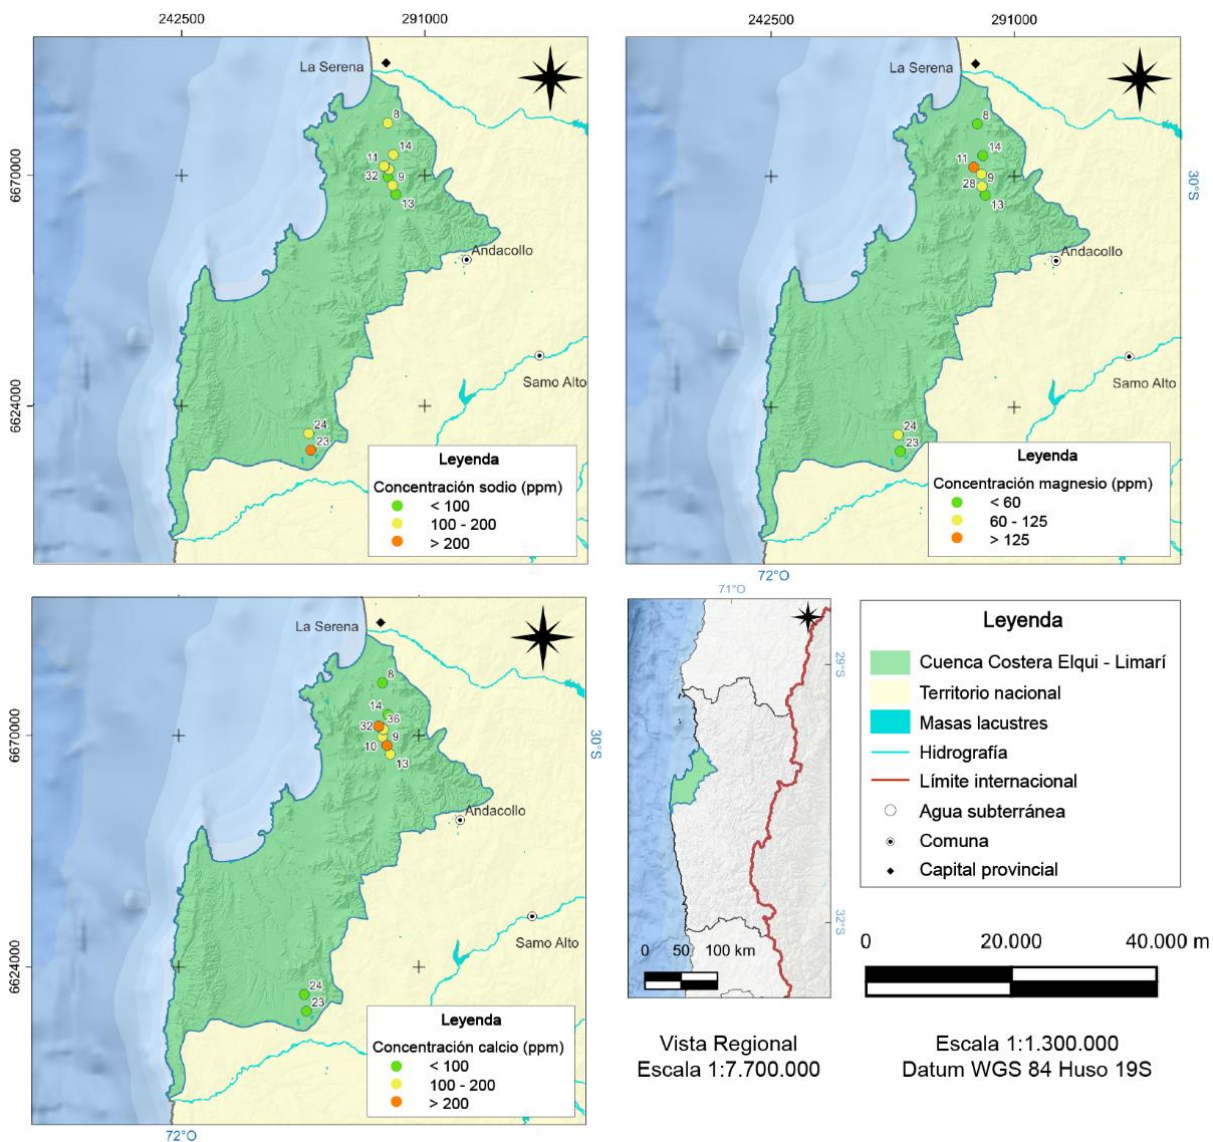 242500
291000
La Serena
8
14
11
32
9
13
6670000
Andacollo
Samo Alto
6624000
24
23
Leyenda
Concentración sodio (ppm)
< 100
100 - 200
> 200
242500
291000
La Serena
8
14
11
9
28
13
30°S
Andacollo
Samo Alto
24
23
Leyenda
Concentración magnesio (ppm)
< 60
60 - 125
> 125
72°O
La Serena
8
14
36
32
9
10
13
6670000
30°S
Andacollo
Samo Alto
6624000
24
23
Leyenda
Concentración calcio (ppm)
< 100
100 - 200
> 200
72°O
71°O
29°S
32°S
0 50 100 km
Vista Regional
Escala 1:7.700.000
Leyenda
Cuenca Costera Elqui - Limarí
Territorio nacional
Masas lacustres
Hidrografía
Límite internacional
Agua subterránea
Comuna
Capital provincial
0 20.000 40.000 m
Escala 1:1.300.000
Datum WGS 84 Huso 19S